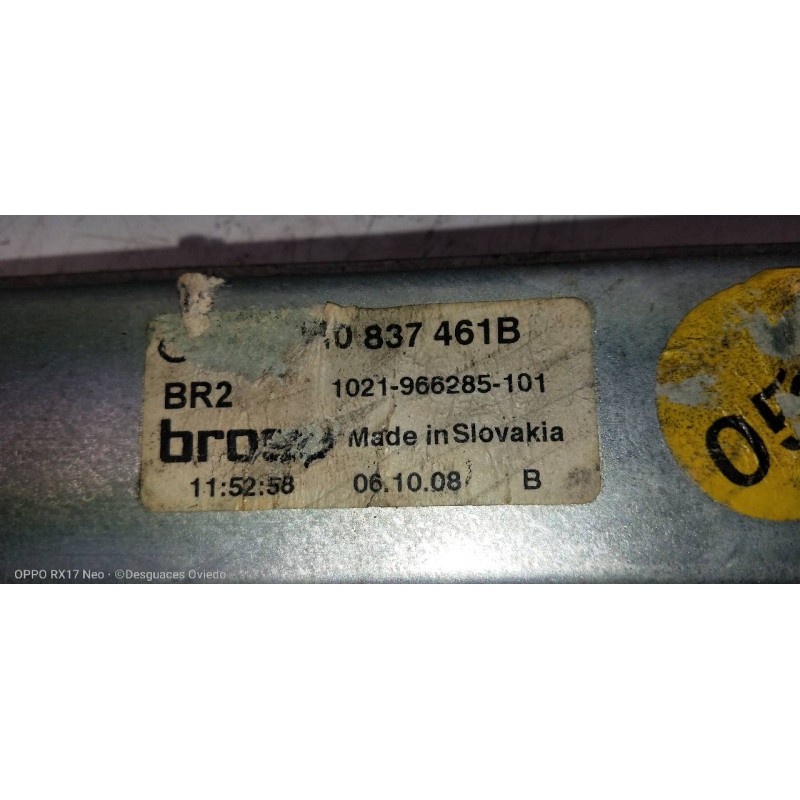 0 837 461B
BR2
1021-966285-101
Made in Slovakia
11:52:58 06.10.08 B
05
OPPO RX17 Neo · ©Desguaces Oviedo